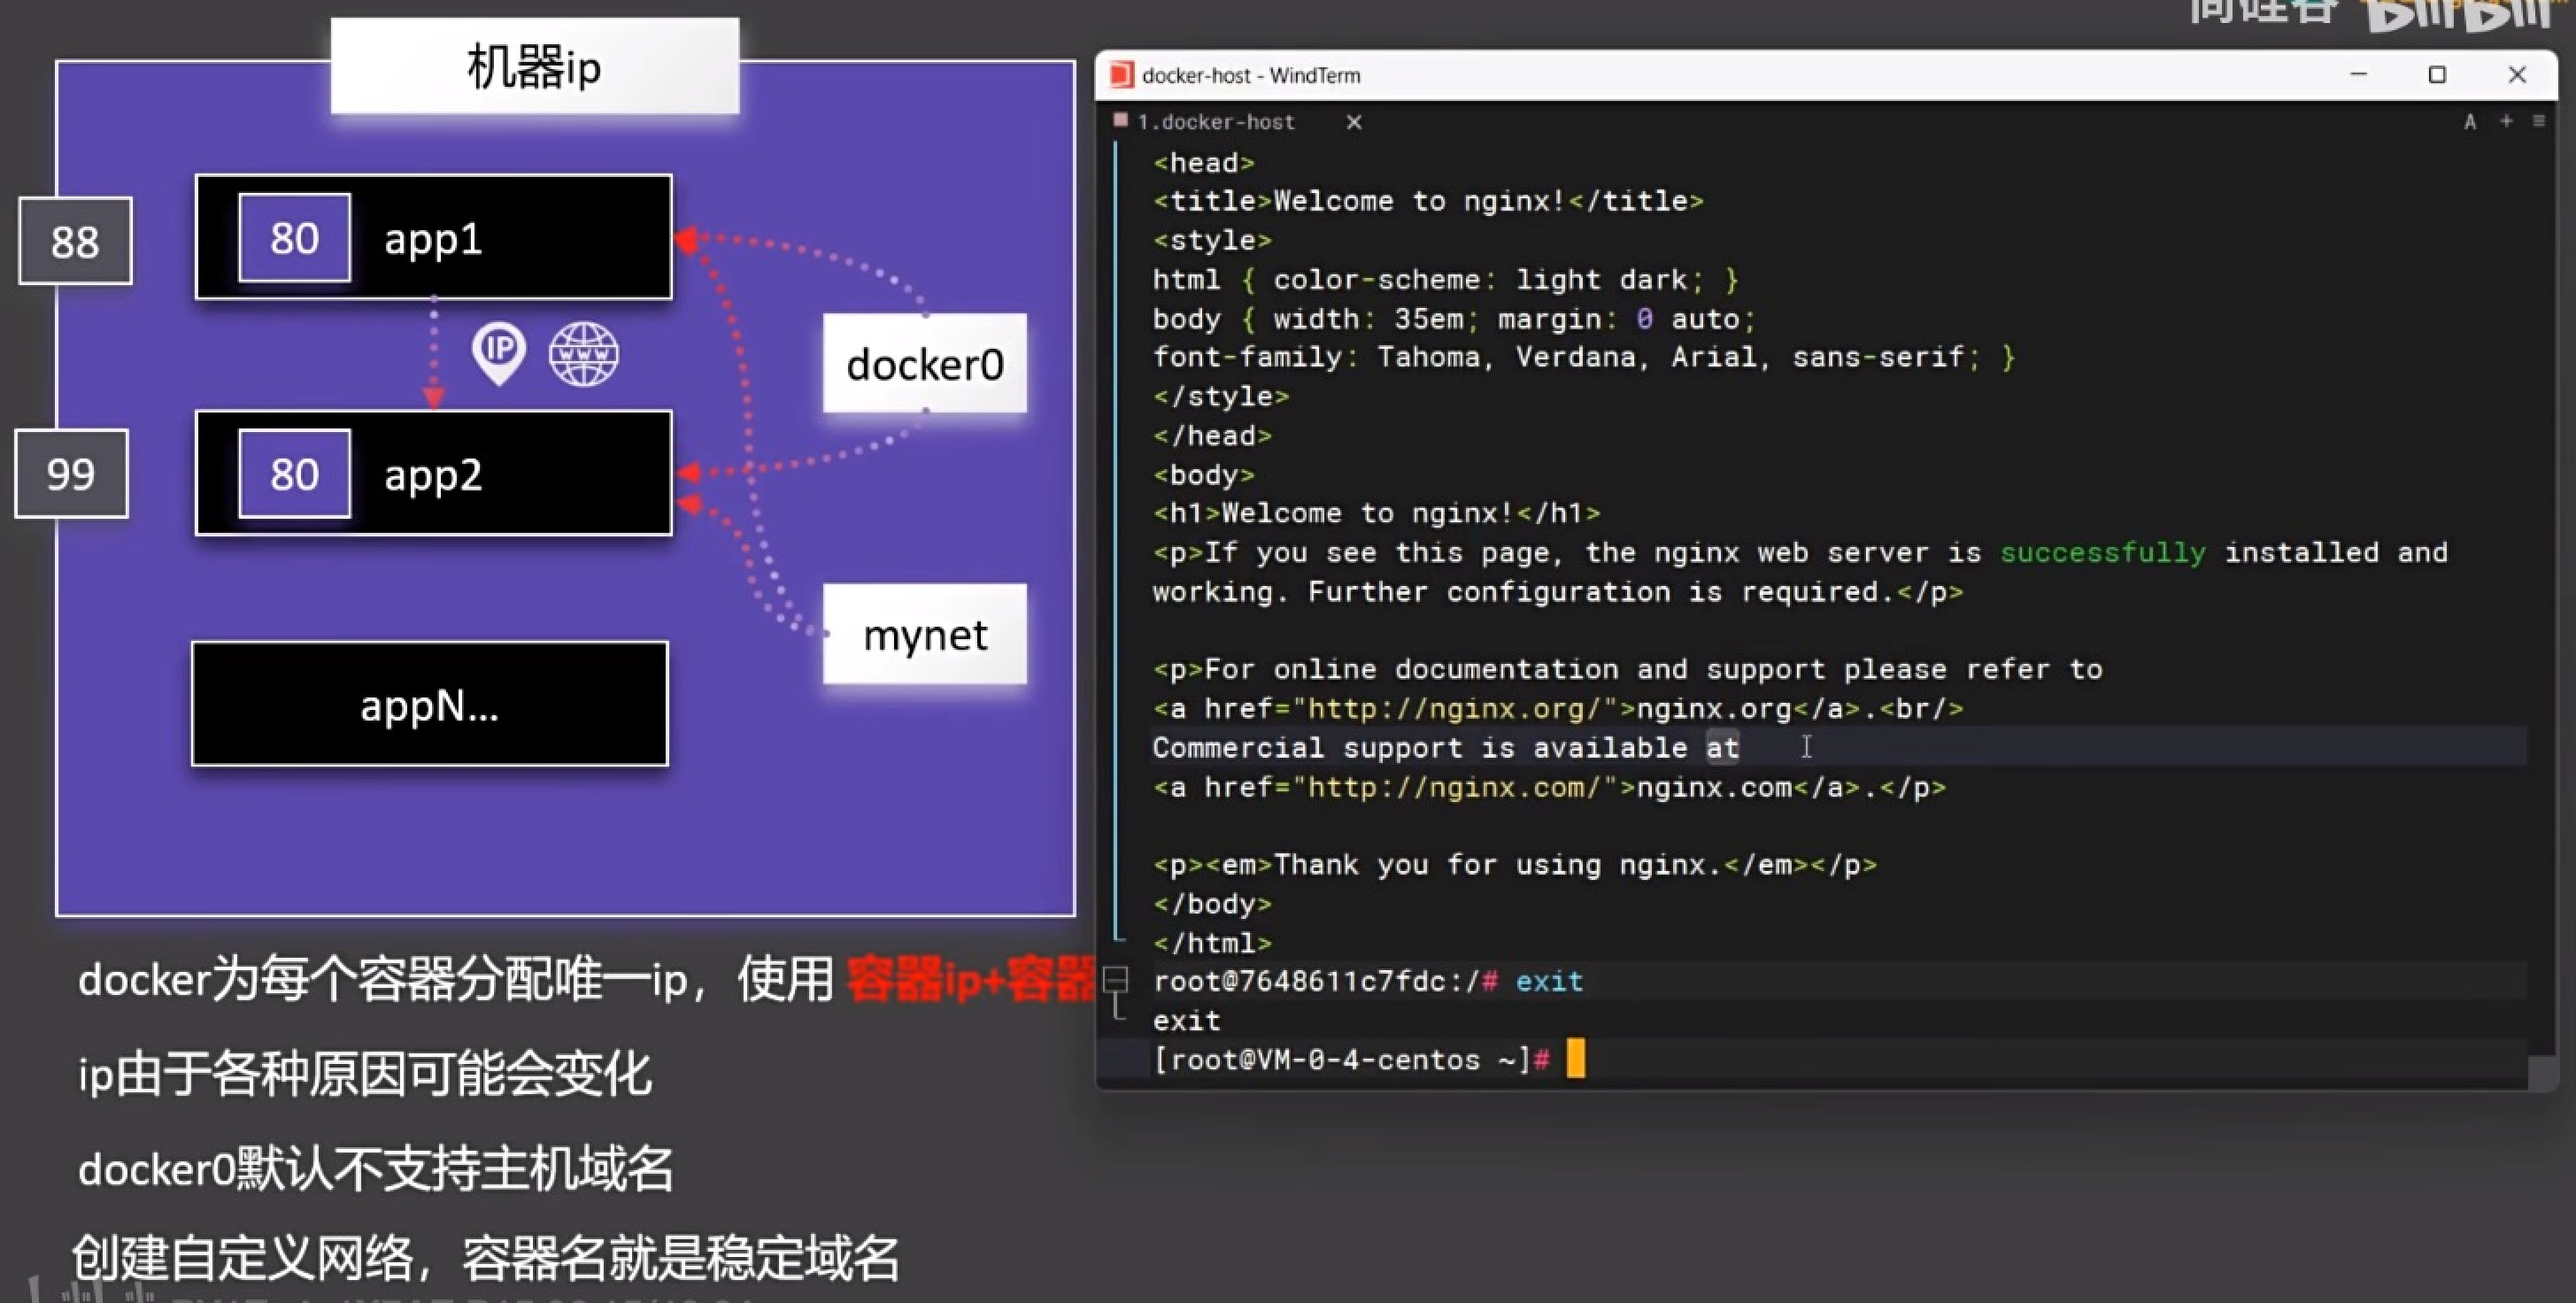 尚硅谷 bilibili
机器ip
88
80 app1
IP
WWW
docker0
99
80 app2
mynet
appN...
docker为每个容器分配唯一ip，使用 容器ip+容器
ip由于各种原因可能会变化
docker0默认不支持主机域名
创建自定义网络，容器名就是稳定域名
docker-host - WindTerm
1.docker-host
A
<head>
<title>Welcome to nginx!</title>
<style>
html { color-scheme: light dark; }
body { width: 35em; margin: 0 auto;
font-family: Tahoma, Verdana, Arial, sans-serif; }
</style>
</head>
<body>
<h1>Welcome to nginx!</h1>
<p>If you see this page, the nginx web server is successfully installed and
working. Further configuration is required.</p>
<p>For online documentation and support please refer to
<a href="http://nginx.org/">nginx.org</a>.<br/>
Commercial support is available at
<a href="http://nginx.com/">nginx.com</a>.</p>
<p><em>Thank you for using nginx.</em></p>
</body>
</html>
root@7648611c7fdc:/# exit
exit
[root@VM-0-4-centos ~]#